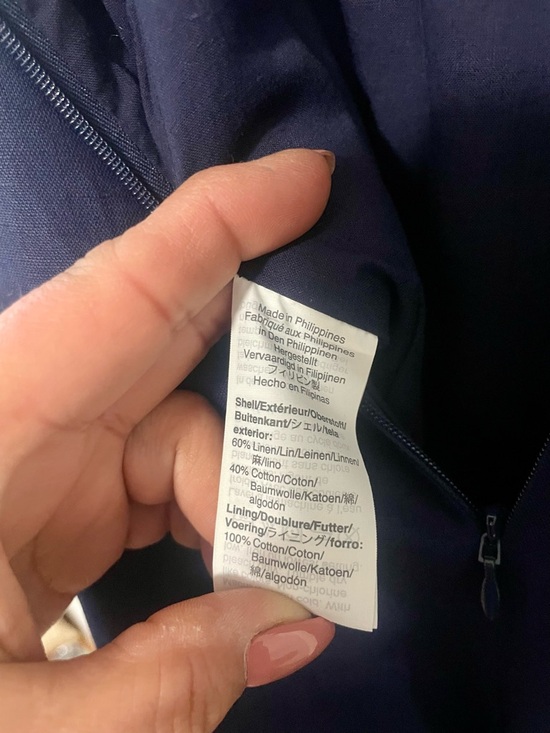 Made in Philippines
Fabriqué aux Philippines
In Den Philippinen
Hergestellt
Vervaardigd in Filipijnen
フィリピン製
Hecho en Filipinas
Shell/Extérieur/Oberstoff/
Buitenkant/シェル/tela
exterior:
60% Linen/Lin/Leinen/Linnen/
麻/lino
40% Cotton/Coton/
Baumwolle/Katoen/綿/
algodón
Lining/Doublure/Futter/
Voering/ライニング/forro:
100% Cotton/Coton/
Baumwolle/Katoen/
綿/algodón